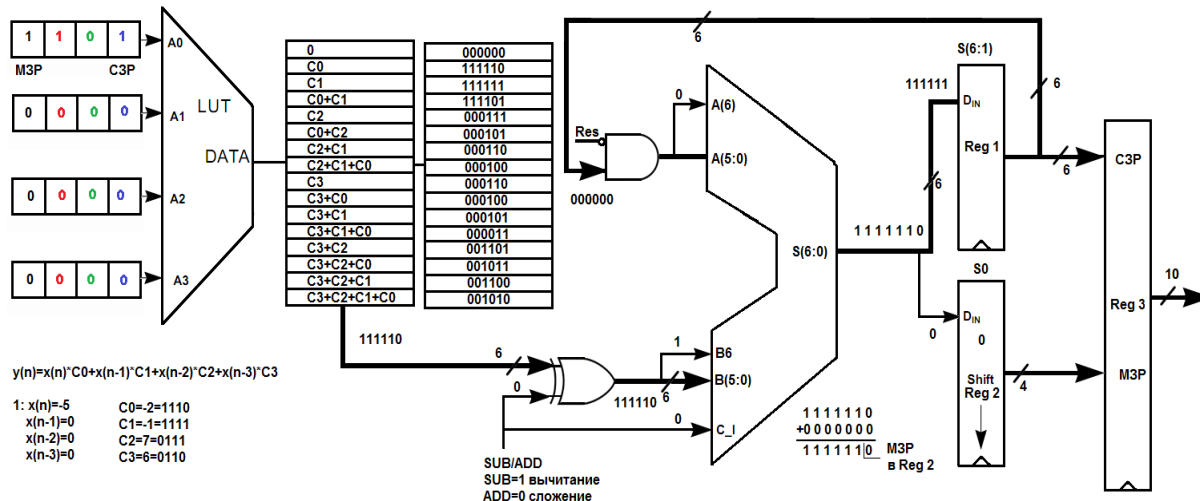 1 1 0 1
МЗР СЗР
0 0 0 0
0 0 0 0
0 0 0 0
A0
A1
A2
A3
LUT
DATA
0
C0
C1
C0+C1
C2
C0+C2
C2+C1
C2+C1+C0
C3
C3+C0
C3+C1
C3+C1+C0
C3+C2
C3+C2+C0
C3+C2+C1
C3+C2+C1+C0
000000
111110
111111
111101
000111
000101
000110
000100
000110
000100
000101
000011
001101
001011
001100
001010
111110
6
0
111110
6
1
0
B6
B(5:0)
C_I
SUB/ADD
SUB=1 вычитание
ADD=0 сложение
6
Res
000000
0
A(6)
A(5:0)
S(6:0)
1 1 1 1 1 1 0
1 1 1 1 1 1 0
+0 0 0 0 0 0 0
1 1 1 1 1 1 0
МЗР
в Reg 2
111111
6
S(6:1)
D IN
Reg 1
6
6
S0
0
D IN
0
Shift
Reg 2
4
СЗР
Reg 3
МЗР
10
y(n)=x(n)*C0+x(n-1)*C1+x(n-2)*C2+x(n-3)*C3
1: x(n)=-5 C0=-2=1110
x(n-1)=0 C1=-1=1111
x(n-2)=0 C2=7=0111
x(n-3)=0 C3=6=0110